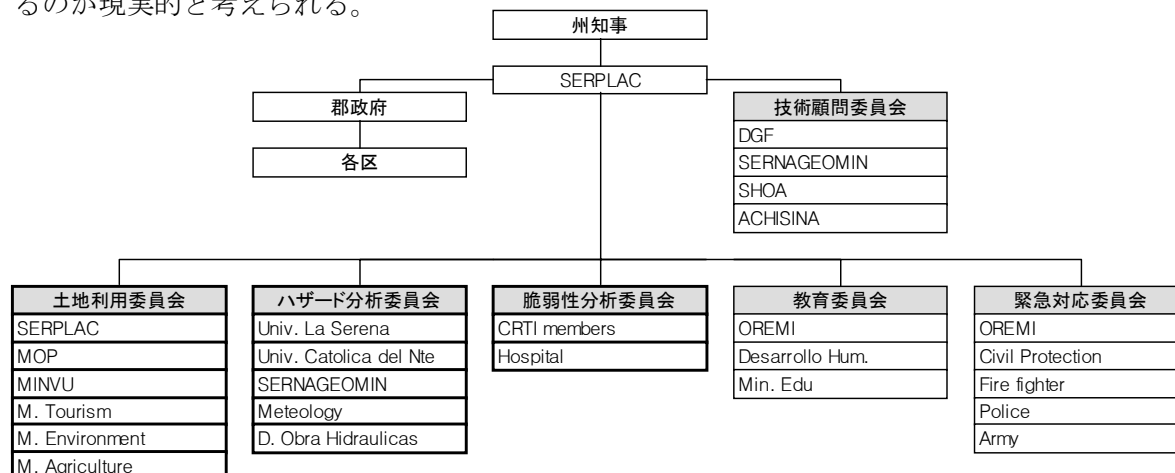 るのが現実的と考えられる。
州知事
SERPLAC
郡政府
各区
技術顧問委員会
DGF
SERNAGEOMIN
SHOA
ACHISINA
土地利用委員会
SERPLAC
MOP
MINVU
M. Tourism
M. Environment
M. Agriculture
ハザード分析委員会
Univ. La Serena
Univ. Catolica del Nte
SERNAGEOMIN
Meteology
D. Obra Hidraulicas
脆弱性分析委員会
CRTI members
Hospital
教育委員会
OREMI
Desarrollo Hum.
Min. Edu
緊急対応委員会
OREMI
Civil Protection
Fire fighter
Police
Army